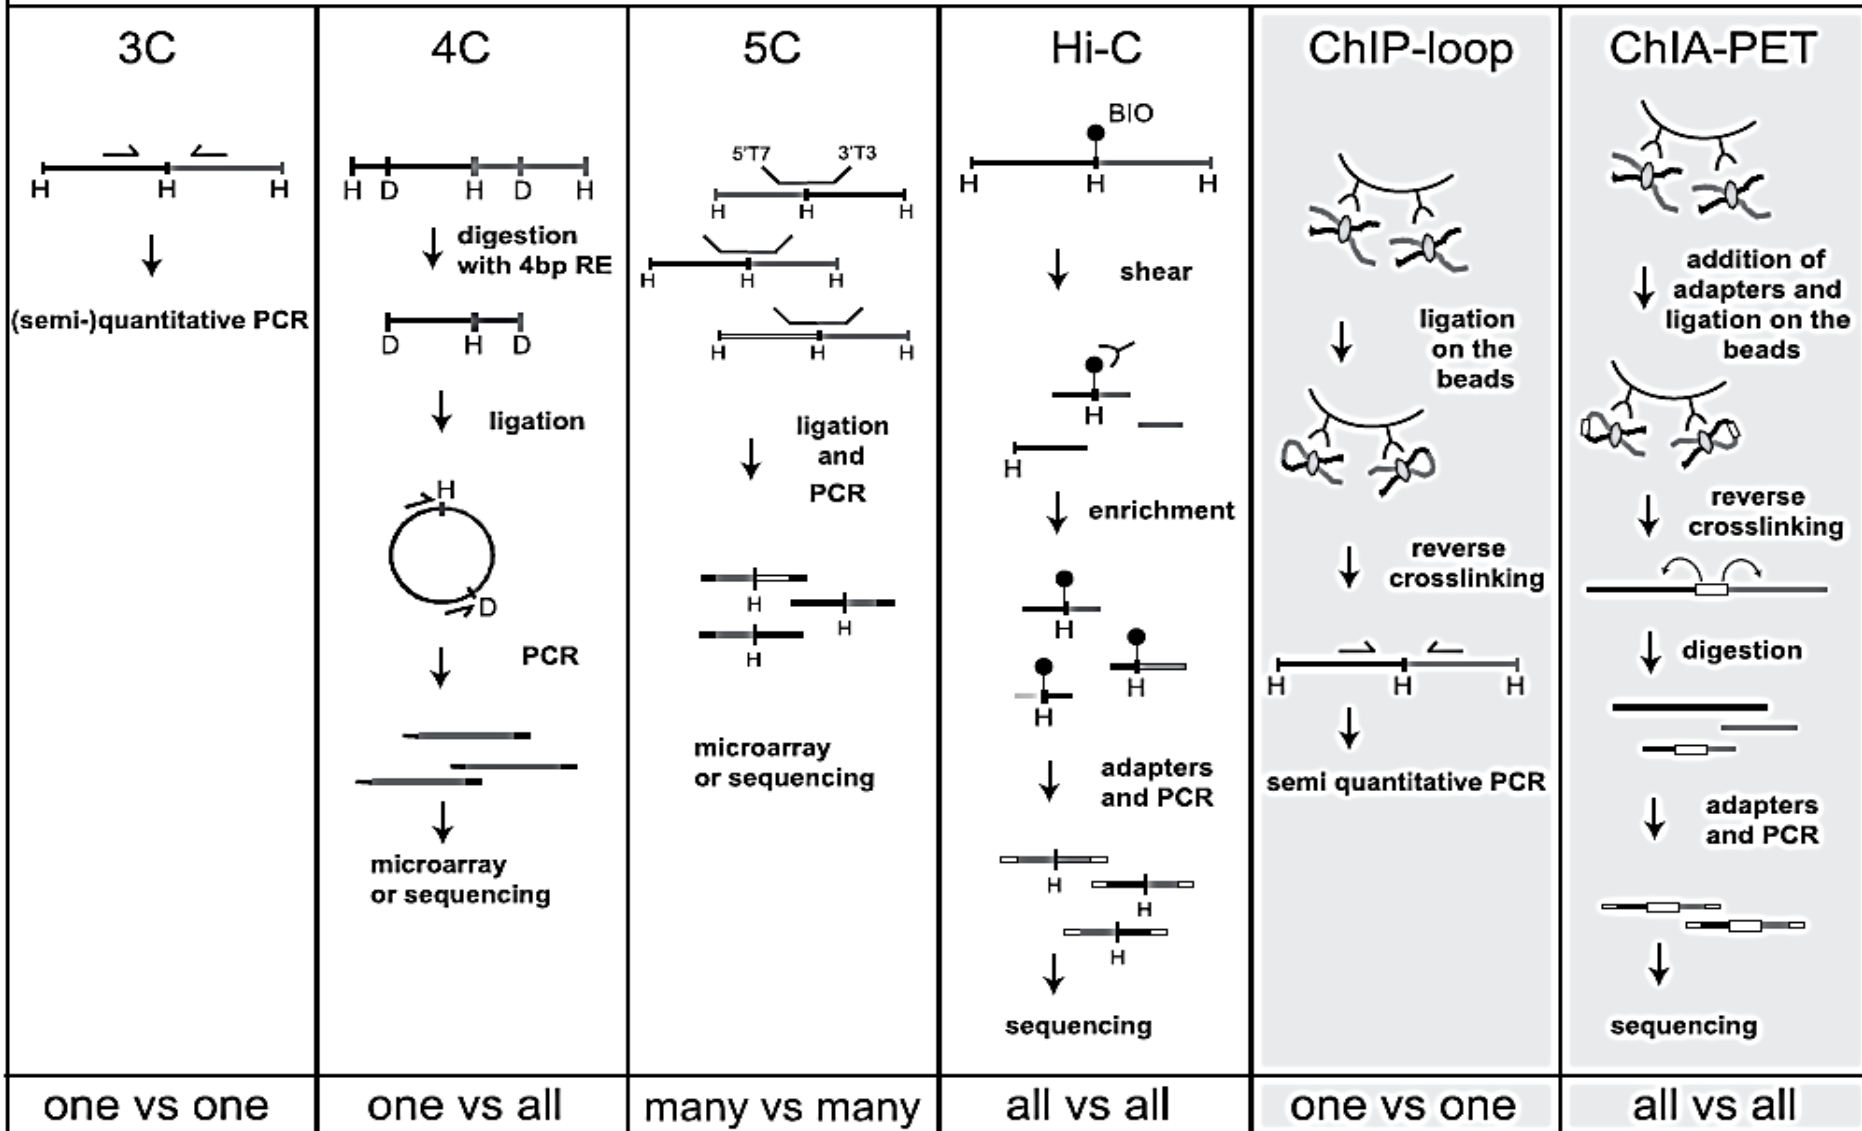 3C
H H H
(semi-)quantitative PCR
one vs one
4C
H D H D H
digestion
with 4bp RE
D H D
ligation
H
D
PCR
microarray
or sequencing
one vs all
5C
5'T7 3'T3
H H H
H H H
H H H
ligation
and
PCR
H
H
H
microarray
or sequencing
many vs many
Hi-C
BIO
H H H
shear
H
H
enrichment
H
H
H
adapters
and PCR
H
H
H
sequencing
all vs all
ChIP-loop
ligation
on the
beads
reverse
crosslinking
H H H
semi quantitative PCR
one vs one
ChIA-PET
addition of
adapters and
ligation on the
beads
reverse
crosslinking
digestion
adapters
and PCR
sequencing
all vs all